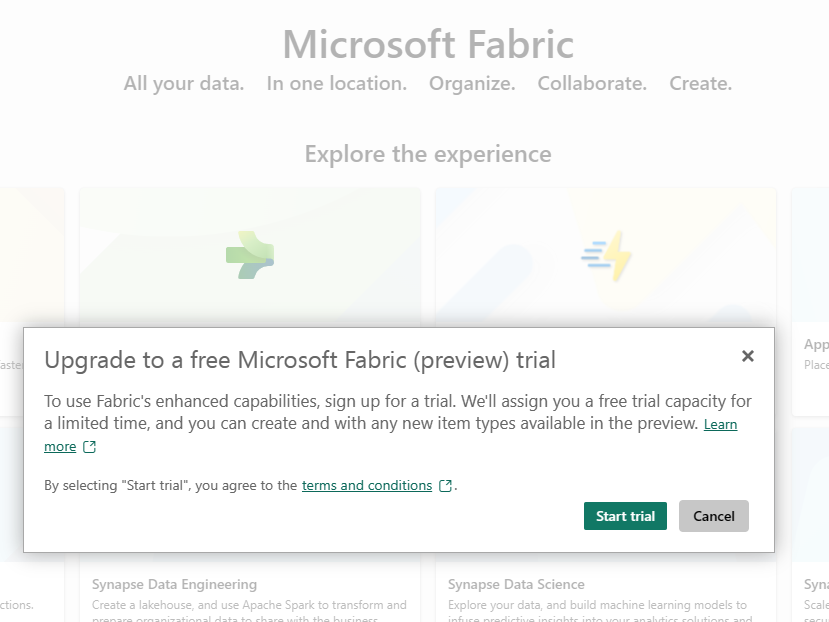 Microsoft Fabric
All your data. In one location. Organize. Collaborate. Create.
Explore the experience
App
Place
Upgrade to a free Microsoft Fabric (preview) trial
To use Fabric's enhanced capabilities, sign up for a trial. We'll assign you a free trial capacity for
a limited time, and you can create and with any new item types available in the preview. Learn
more
By selecting "Start trial", you agree to the terms and conditions.
Start trial Cancel
ctions.
Synapse Data Engineering
Create a lakehouse, and use Apache Spark to transform and
prepare organizational data to share with the business.
Synapse Data Science
Explore your data, and build machine learning models to
infuse predictive insights into your analytics solutions and
Syna
Scale